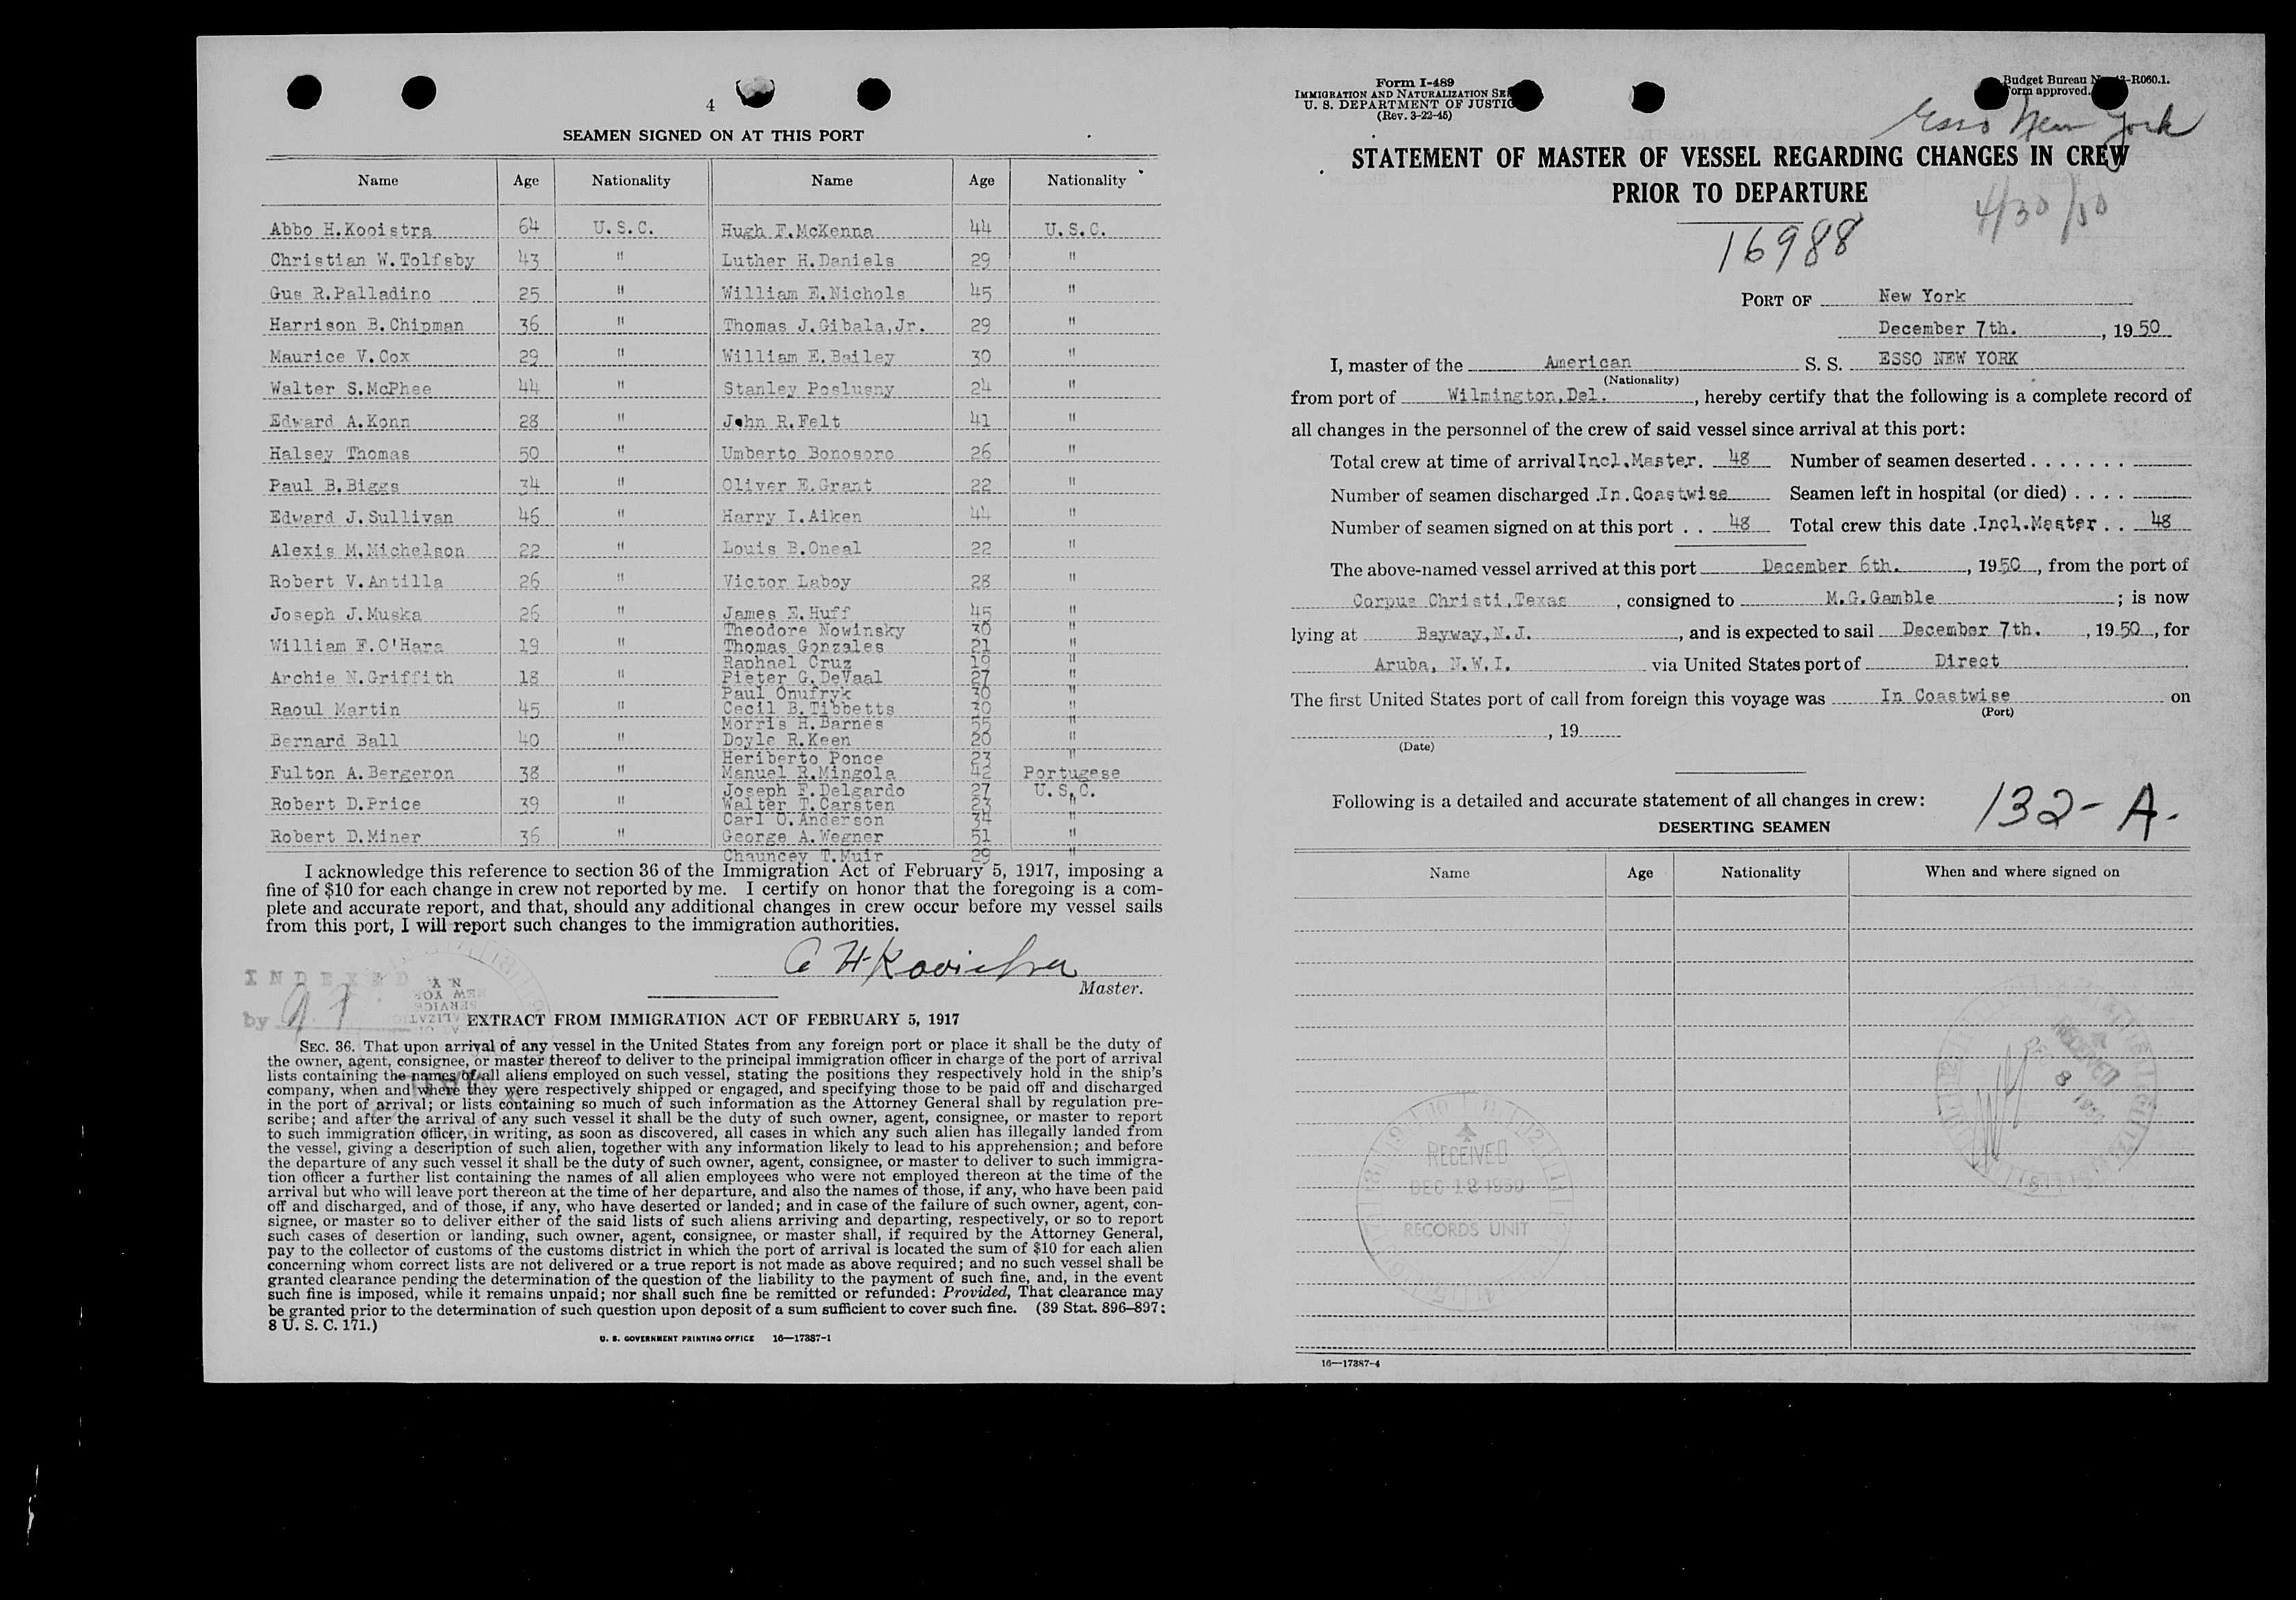 4
SEAMEN SIGNED ON AT THIS PORT
Name Age Nationality Name Age Nationality
Abbo H.Kooistra 64 U.S.C. Hugh F.McKenna 44 U.S.C.
Christian W.Tolfsby 43 " Luther H.Daniels 29 "
Gus R.Palladino 25 " William E.Nichols 45 "
Harrison B.Chipman 36 " Thomas J.Gibala,Jr. 29 "
Maurice V.Cox 29 " William E.Bailey 30 "
Walter S.McPhee 44 " Stanley Poslusny 24 "
Edward A.Konn 28 " John R.Felt 41 "
Halsey Thomas 50 " Umberto Bonosoro 26 "
Paul B.Biggs 34 " Oliver E.Grant 22 "
Edward J.Sullivan 46 " Harry I.Aiken 44 "
Alexis M.Michelson 22 " Louis B.Oneal 22 "
Robert V.Antilla 26 " Victor Laboy 28 "
Joseph J.Muska 26 " James E.Huff 45 "
Theodore Nowinsky 30 "
William F.O'Hara 19 " Thomas Gonzales 21 "
Raphael Cruz 19 "
Archie N.Griffith 18 " Pieter G.DeVaal 27 "
Paul Onufryk 30 "
Raoul Martin 45 " Cecil B.Tibbetts 30 "
Morris H.Barnes 55 "
Bernard Ball 40 " Doyle R.Keen 20 "
Heriberto Ponce 23 "
Fulton A.Bergeron 38 " Manuel R.Mingola 42 Portugese
Joseph F.Delgardo 27 U.S.C.
Robert D.Price 39 " Walter T.Carsten 23 "
Carl O.Anderson 34 "
Robert D.Miner 36 " George A.Wegner 51 "
Chauncey T.Muir 29 "
I acknowledge this reference to section 36 of the Immigration Act of February 5, 1917, imposing a
fine of $10 for each change in crew not reported by me. I certify on honor that the foregoing is a com-
plete and accurate report, and that, should any additional changes in crew occur before my vessel sails
from this port, I will report such changes to the immigration authorities.
A H Kooistra
Master.
INDEXED
by
EXTRACT FROM IMMIGRATION ACT OF FEBRUARY 5, 1917
SEC. 36. That upon arrival of any vessel in the United States from any foreign port or place it shall be the duty of
the owner, agent, consignee, or master thereof to deliver to the principal immigration officer in charge of the port of arrival
lists containing the names of all aliens employed on such vessel, stating the positions they respectively hold in the ship's
company, when and where they were respectively shipped or engaged, and specifying those to be paid off and discharged
in the port of arrival; or lists containing so much of such information as the Attorney General shall by regulation pre-
scribe; and after the arrival of any such vessel it shall be the duty of such owner, agent, consignee, or master to report
to such immigration officer, in writing, as soon as discovered, all cases in which any such alien has illegally landed from
the vessel, giving a description of such alien, together with any information likely to lead to his apprehension; and before
the departure of any such vessel it shall be the duty of such owner, agent, consignee, or master to deliver to such immigra-
tion officer a further list containing the names of all alien employees who were not employed thereon at the time of the
arrival but who will leave port thereon at the time of her departure, and also the names of those, if any, who have been paid
off and discharged, and of those, if any, who have deserted or landed; and in case of the failure of such owner, agent, con-
signee, or master so to deliver either of the said lists of such aliens arriving and departing, respectively, or so to report
such cases of desertion or landing, such owner, agent, consignee, or master shall, if required by the Attorney General,
pay to the collector of customs of the customs district in which the port of arrival is located the sum of $10 for each alien
concerning whom correct lists are not delivered or a true report is not made as above required; and no such vessel shall be
granted clearance pending the determination of the question of the liability to the payment of such fine, and, in the event
such fine is imposed, while it remains unpaid; nor shall such fine be remitted or refunded: Provided, That clearance may
be granted prior to the determination of such question upon deposit of a sum sufficient to cover such fine. (39 Stat. 896–897;
8 U. S. C. 171.)
U. S. GOVERNMENT PRINTING OFFICE 16—17387-1
Form I-489
IMMIGRATION AND NATURALIZATION
U. S. DEPARTMENT OF
(Rev. 3-22-45)
Budget Bureau
approved.
Esso New York
STATEMENT OF MASTER OF VESSEL REGARDING CHANGES IN CREW
PRIOR TO DEPARTURE
4/30/50
16988
PORT OF New York
December 7th. , 1950
I, master of the American S. S. ESSO NEW YORK
(Nationality)
from port of Wilmington,Del. , hereby certify that the following is a complete record of
all changes in the personnel of the crew of said vessel since arrival at this port:
Total crew at time of arrival Incl.Master. 48 Number of seamen deserted . . . . . . .
Number of seamen discharged .In.Coastwise Seamen left in hospital (or died) . . . .
Number of seamen signed on at this port . . 48 Total crew this date .Incl.Master . . 48
The above-named vessel arrived at this port December 6th. , 1950 , from the port of
Corpus Christi,Texas , consigned to M.G.Gamble ; is now
lying at Bayway,N.J. , and is expected to sail December 7th. , 1950 , for
Aruba, N.W.I. via United States port of Direct
The first United States port of call from foreign this voyage was In Coastwise on
(Port)
, 19
(Date)
Following is a detailed and accurate statement of all changes in crew:
132-A.
DESERTING SEAMEN
Name Age Nationality When and where signed on
RECEIVED
DEC 8 1950
RECEIVED
DEC 12 1950
RECORDS UNIT
16—17387-4